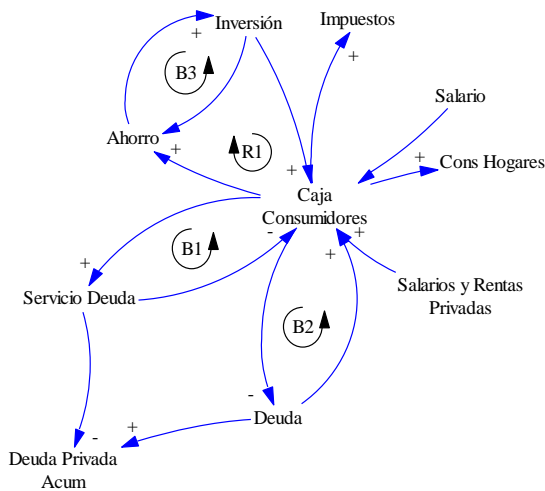 Inversión
Impuestos
+
+
B3
Salario
Ahorro
+
R1
+
+
Cons Hogares
Caja
Consumidores
B1
-
+
+
+
Servicio Deuda
Salarios y Rentas
Privadas
B2
-
Deuda
+
-
Deuda Privada
Acum